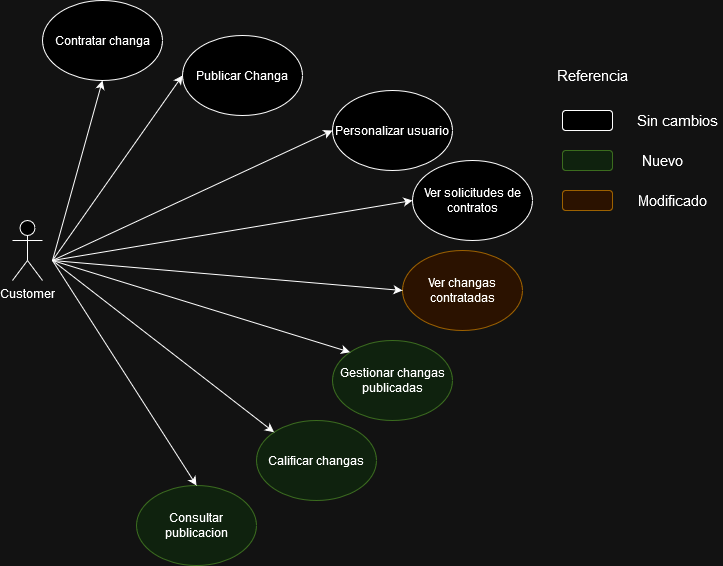 Contratar changa
Publicar Changa
Personalizar usuario
Ver solicitudes de
contratos
Ver changas
contratadas
Gestionar changas
publicadas
Calificar changas
Consultar
publicacion
Customer
Referencia
Sin cambios
Nuevo
Modificado